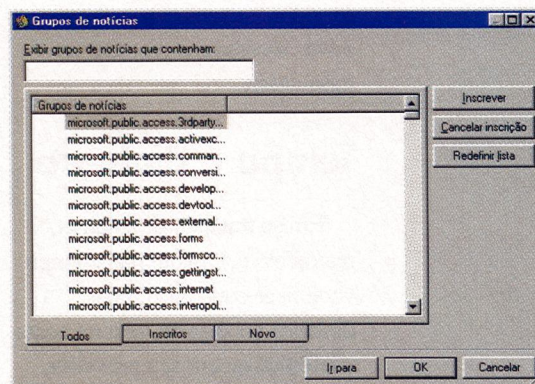 Grupos de notícias
Exibir grupos de notícias que contenham:
Grupos de notícias
microsoft.public.access.3rdparty...
microsoft.public.access.activexc...
microsoft.public.access.comman...
microsoft.public.access.conversi...
microsoft.public.access.develop...
microsoft.public.access.devtool...
microsoft.public.access.external...
microsoft.public.access.forms
microsoft.public.access.formsco...
microsoft.public.access.gettingst...
microsoft.public.access.internet
microsoft.public.access.interopol...
Inscrever
Cancelar inscrição
Redefinir lista
Todos Inscritos Novo
Ir para OK Cancelar